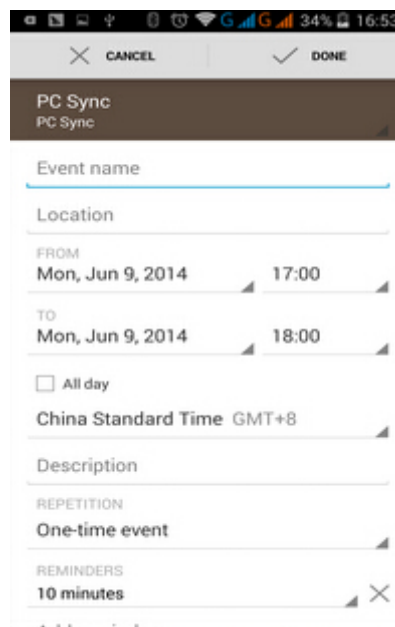 G G 34% 16:53
CANCEL DONE
PC Sync
PC Sync
Event name
Location
FROM
Mon, Jun 9, 2014 17:00
TO
Mon, Jun 9, 2014 18:00
All day
China Standard Time GMT+8
Description
REPETITION
One-time event
REMINDERS
10 minutes